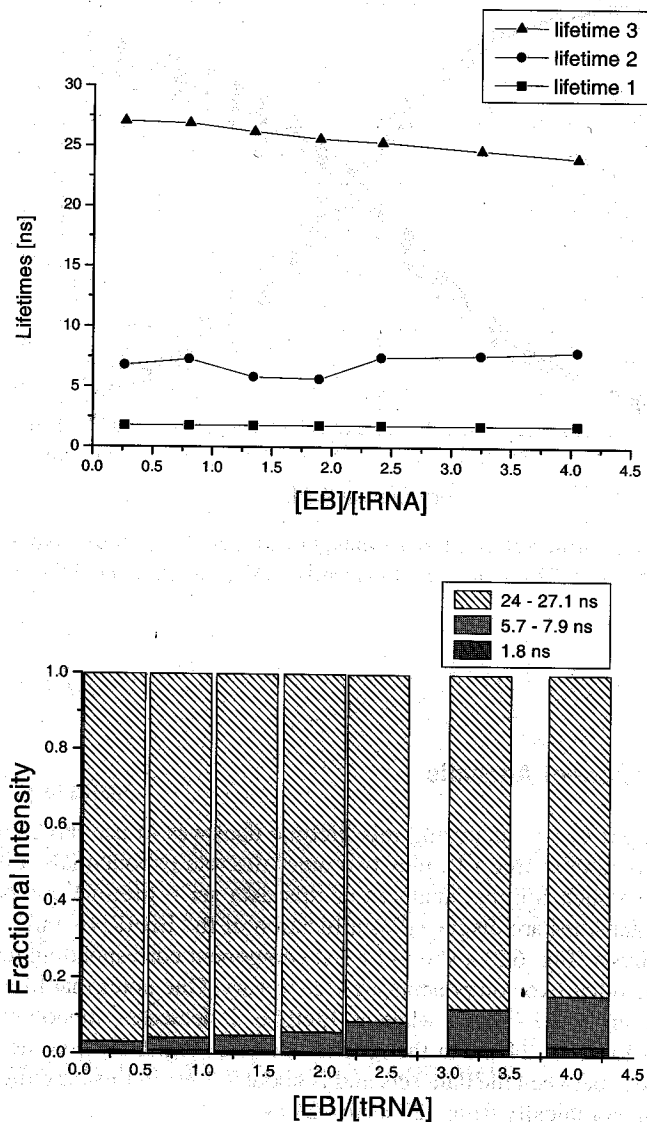 lifetime 3
lifetime 2
lifetime 1
30
25
20
15
10
5
0
Lifetimes [ns]
0.0 0.5 1.0 1.5 2.0 2.5 3.0 3.5 4.0 4.5
[EB]/[tRNA]
24 - 27.1 ns
5.7 - 7.9 ns
1.8 ns
1.0
0.8
0.6
0.4
0.2
0.0
Fractional Intensity
0.0 0.5 1.0 1.5 2.0 2.5 3.0 3.5 4.0 4.5
[EB]/[tRNA]